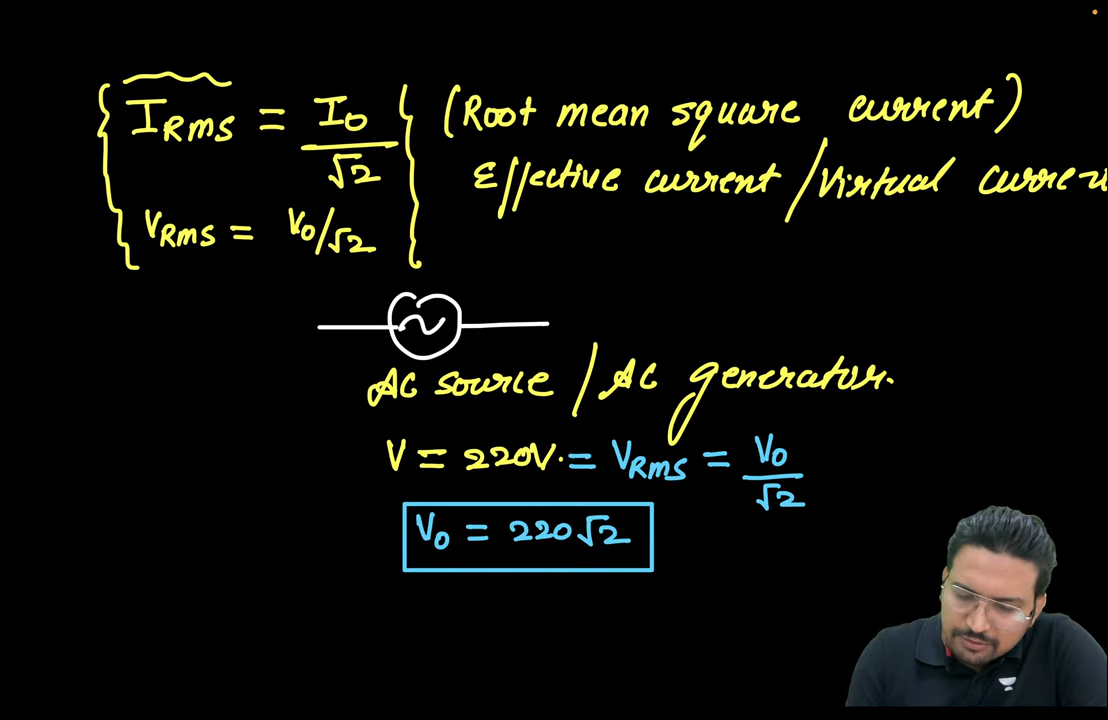 IRms = I0/√2 (Root mean square current)
Effective current / Virtual curren
VRms = V0/√2
AC source / AC generator.
V = 220V. = VRms = V0/√2
V0 = 220√2